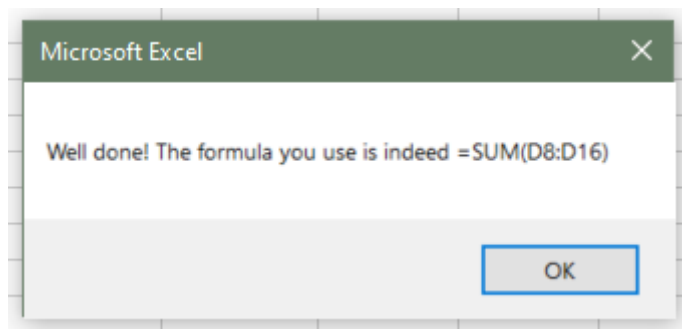 Microsoft Excel
Well done! The formula you use is indeed =SUM(D8:D16)
OK